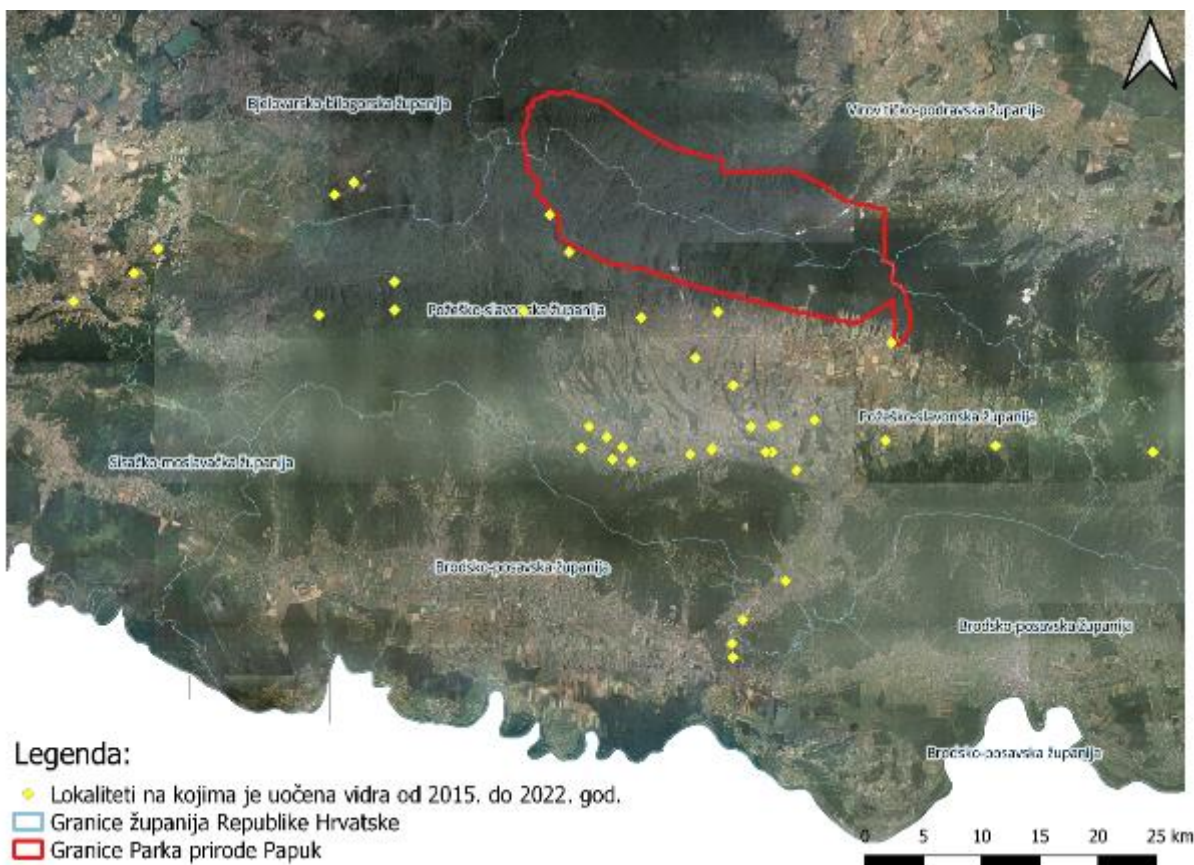 Bjelovarsko-bilogorska županija
Virovitičko-podravska županija
Požeško-slavonska županija
Požeško-slavonska županija
Sisačko-moslavačka županija
Brodsko-posavska županija
Brodsko-posavska županija
Brodsko-posavska županija
Legenda:
Lokaliteti na kojima je uočena vidra od 2015. do 2022. god.
Granice županija Republike Hrvatske
Granice Parka prirode Papuk
0 5 10 15 20 25 km